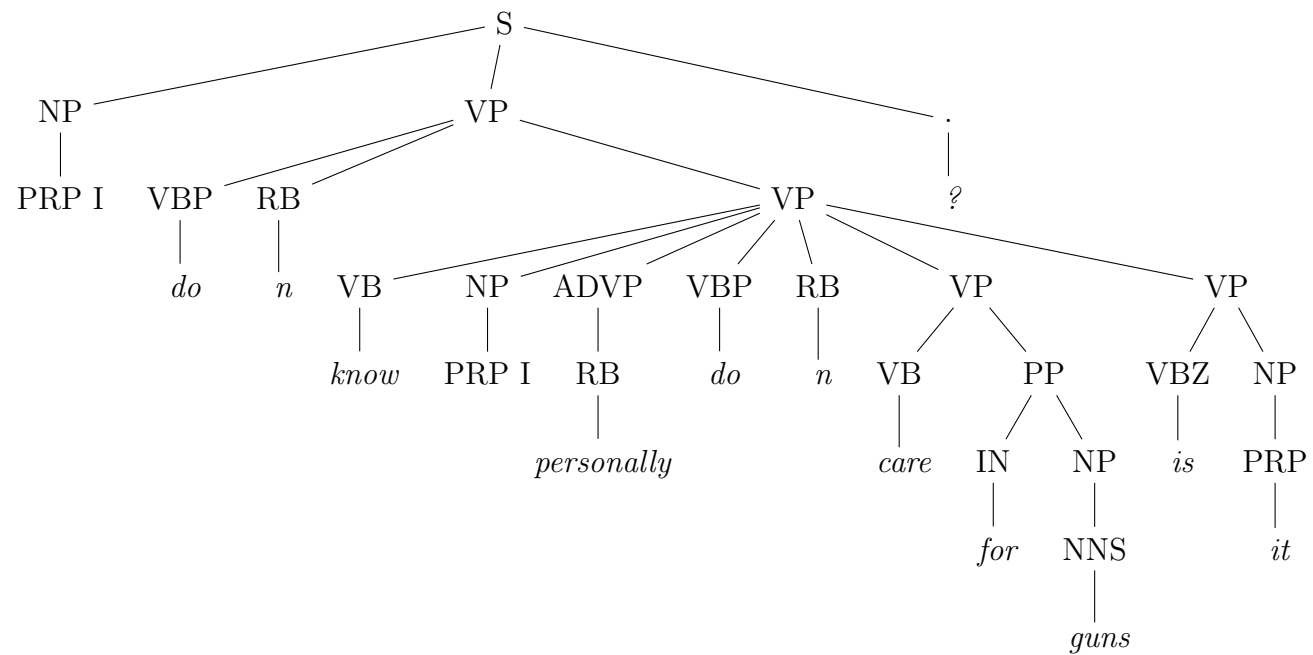 S
NP VP .
PRP I VBP RB VP ?
do n VB NP ADVP VBP RB VP VP
know PRP I RB do n VB PP VBZ NP
personally care IN NP is PRP
for NNS it
guns